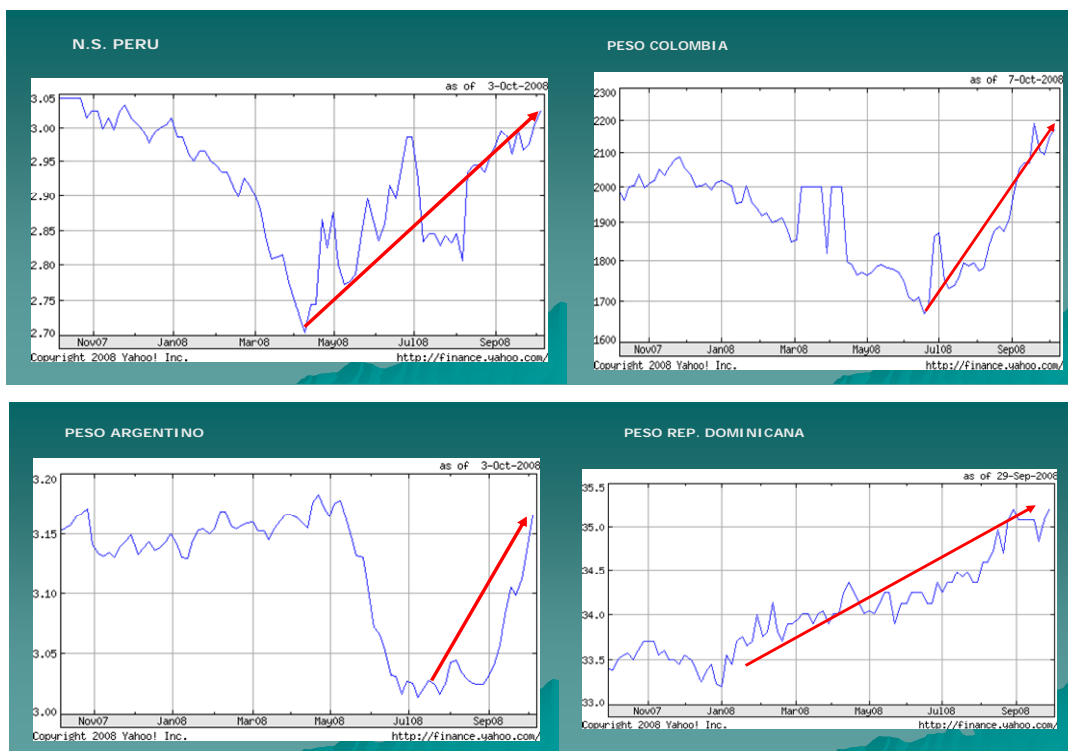 N.S. PERU
as of 3-Oct-2008
3.05
3.00
2.95
2.90
2.85
2.80
2.75
2.70
Nov07 Jan08 Mar08 May08 Jul08 Sep08
Copyright 2008 Yahoo! Inc. http://finance.yahoo.com/
PESO COLOMBIA
as of 7-Oct-2008
2300
2200
2100
2000
1900
1800
1700
1600
Nov07 Jan08 Mar08 May08 Jul08 Sep08
Copyright 2008 Yahoo! Inc. http://finance.yahoo.com/
PESO ARGENTINO
as of 3-Oct-2008
3.20
3.15
3.10
3.05
3.00
Nov07 Jan08 Mar08 May08 Jul08 Sep08
Copyright 2008 Yahoo! Inc. http://finance.yahoo.com/
PESO REP. DOMINICANA
as of 29-Sep-2008
35.5
35.0
34.5
34.0
33.5
33.0
Nov07 Jan08 Mar08 May08 Jul08 Sep08
Copyright 2008 Yahoo! Inc. http://finance.yahoo.com/